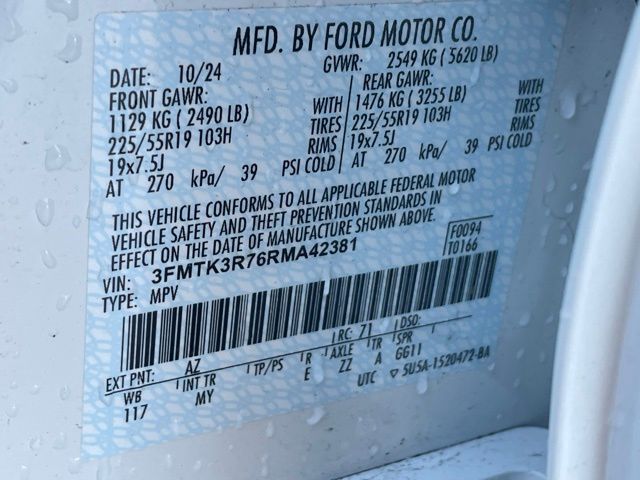 MFD. BY FORD MOTOR CO.
DATE: 10/24 GVWR: 2549 KG ( 5620 LB)
FRONT GAWR: REAR GAWR:
1129 KG ( 2490 LB) WITH 1476 KG ( 3255 LB) WITH
225/55R19 103H TIRES 225/55R19 103H TIRES
19x7.5J RIMS 19x7.5J RIMS
AT 270 kPa/ 39 PSI COLD AT 270 kPa/ 39 PSI COLD
THIS VEHICLE CONFORMS TO ALL APPLICABLE FEDERAL MOTOR
VEHICLE SAFETY AND THEFT PREVENTION STANDARDS IN
EFFECT ON THE DATE OF MANUFACTURE SHOWN ABOVE.
F0094
T0166
VIN: 3FMTK3R76RMA42381
TYPE: MPV
EXT PNT: AZ RC: 71 DSO:
WB INT TR TP/PS R AXLE TR SPR
117 MY E ZZ A GG11
UTC ▽ 5U5A-1520472-BA